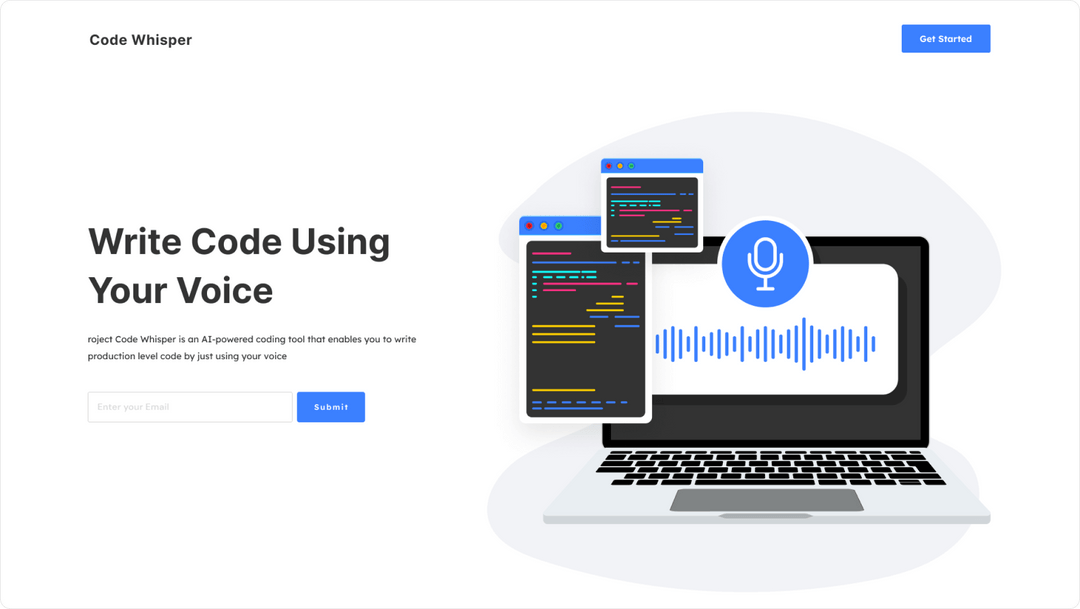 Code Whisper
Get Started
Write Code Using
Your Voice
roject Code Whisper is an AI-powered coding tool that enables you to write
production level code by just using your voice
Enter your Email
Submit